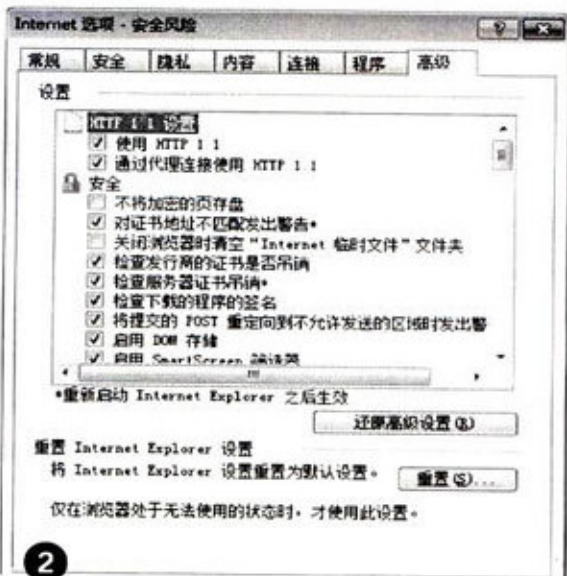 Internet 选项 - 安全风险
常规 安全 隐私 内容 连接 程序 高级
设置
HTTP 1.1 设置
使用 HTTP 1.1
通过代理连接使用 HTTP 1.1
安全
不将加密的页存盘
对证书地址不匹配发出警告*
关闭浏览器时清空"Internet 临时文件"文件夹
检查发行商的证书是否吊销
检查服务器证书吊销*
检查下载的程序的签名
将提交的 POST 重定向到不允许发送的区域时发出警
启用 DOM 存储
启用 SmartScreen 筛选器
*重新启动 Internet Explorer 之后生效
还原高级设置(R)
重置 Internet Explorer 设置
将 Internet Explorer 设置重置为默认设置。 重置(S)...
仅在浏览器处于无法使用的状态时，才使用此设置。
2